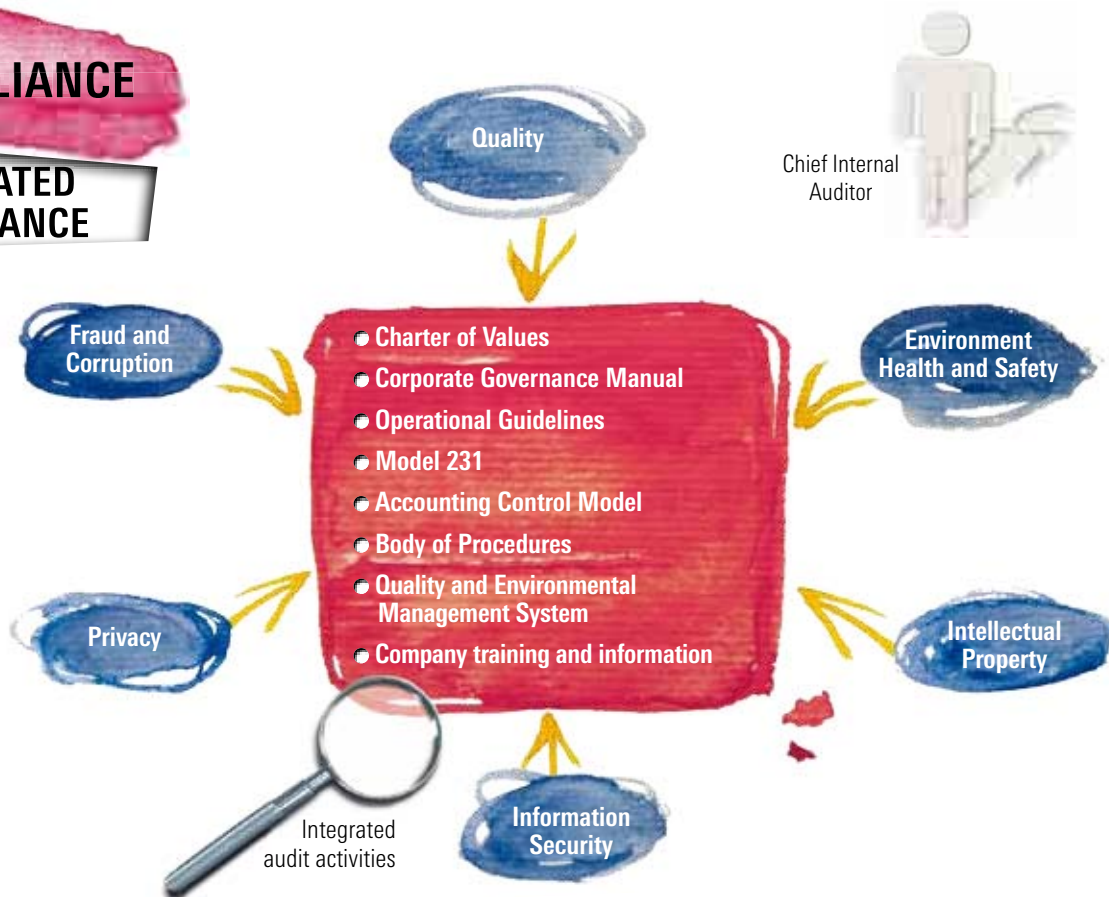 LIANCE
ATED
ANCE
Quality
Chief Internal
Auditor
Fraud and
Corruption
Environment
Health and Safety
Charter of Values
Corporate Governance Manual
Operational Guidelines
Model 231
Accounting Control Model
Body of Procedures
Quality and Environmental
Management System
Company training and information
Privacy
Intellectual
Property
Integrated
audit activities
Information
Security